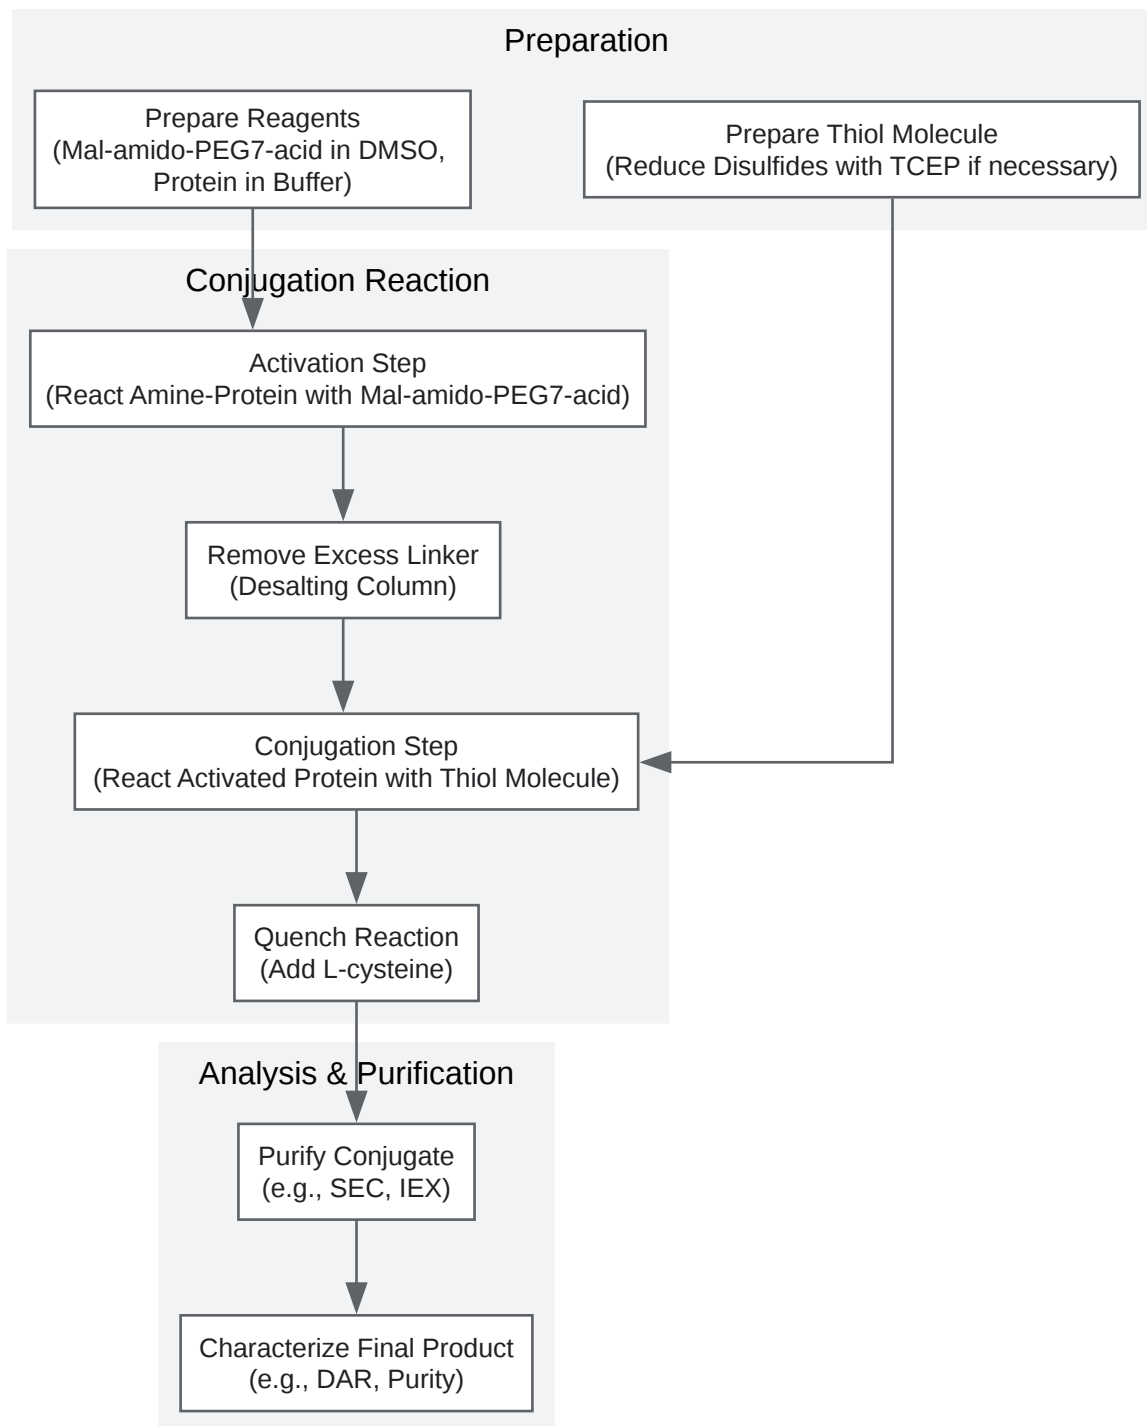 Preparation
Prepare Reagents
(Mal-amido-PEG7-acid in DMSO,
Protein in Buffer)
Prepare Thiol Molecule
(Reduce Disulfides with TCEP if necessary)
Conjugation Reaction
Activation Step
(React Amine-Protein with Mal-amido-PEG7-acid)
Remove Excess Linker
(Desalting Column)
Conjugation Step
(React Activated Protein with Thiol Molecule)
Quench Reaction
(Add L-cysteine)
Analysis & Purification
Purify Conjugate
(e.g., SEC, IEX)
Characterize Final Product
(e.g., DAR, Purity)